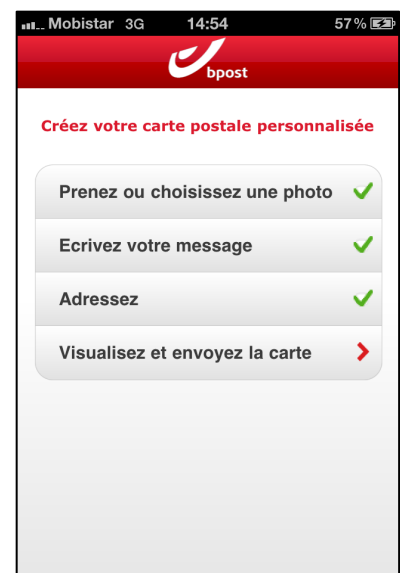 Mobistar 3G 14:54 57%
bpost
Créez votre carte postale personnalisée
Prenez ou choisissez une photo
Ecrivez votre message
Adressez
Visualisez et envoyez la carte